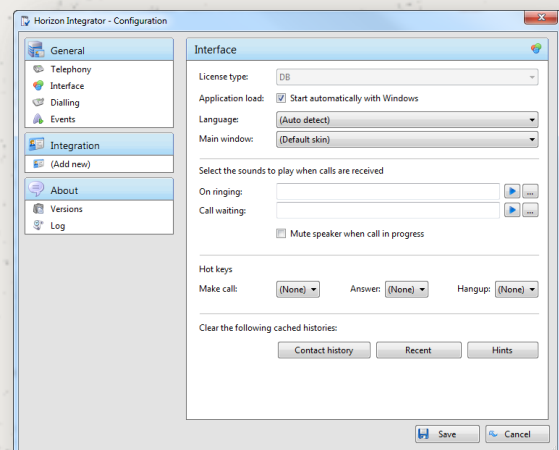 Horizon Integrator - Configuration
General
Telephony
Interface
Dialling
Events
Integration
(Add new)
About
Versions
Log
Interface
License type: DB
Application load: Start automatically with Windows
Language: (Auto detect)
Main window: (Default skin)
Select the sounds to play when calls are received
On ringing: ...
Call waiting: ...
Mute speaker when call in progress
Hot keys
Make call: (None) Answer: (None) Hangup: (None)
Clear the following cached histories:
Contact history Recent Hints
Save Cancel